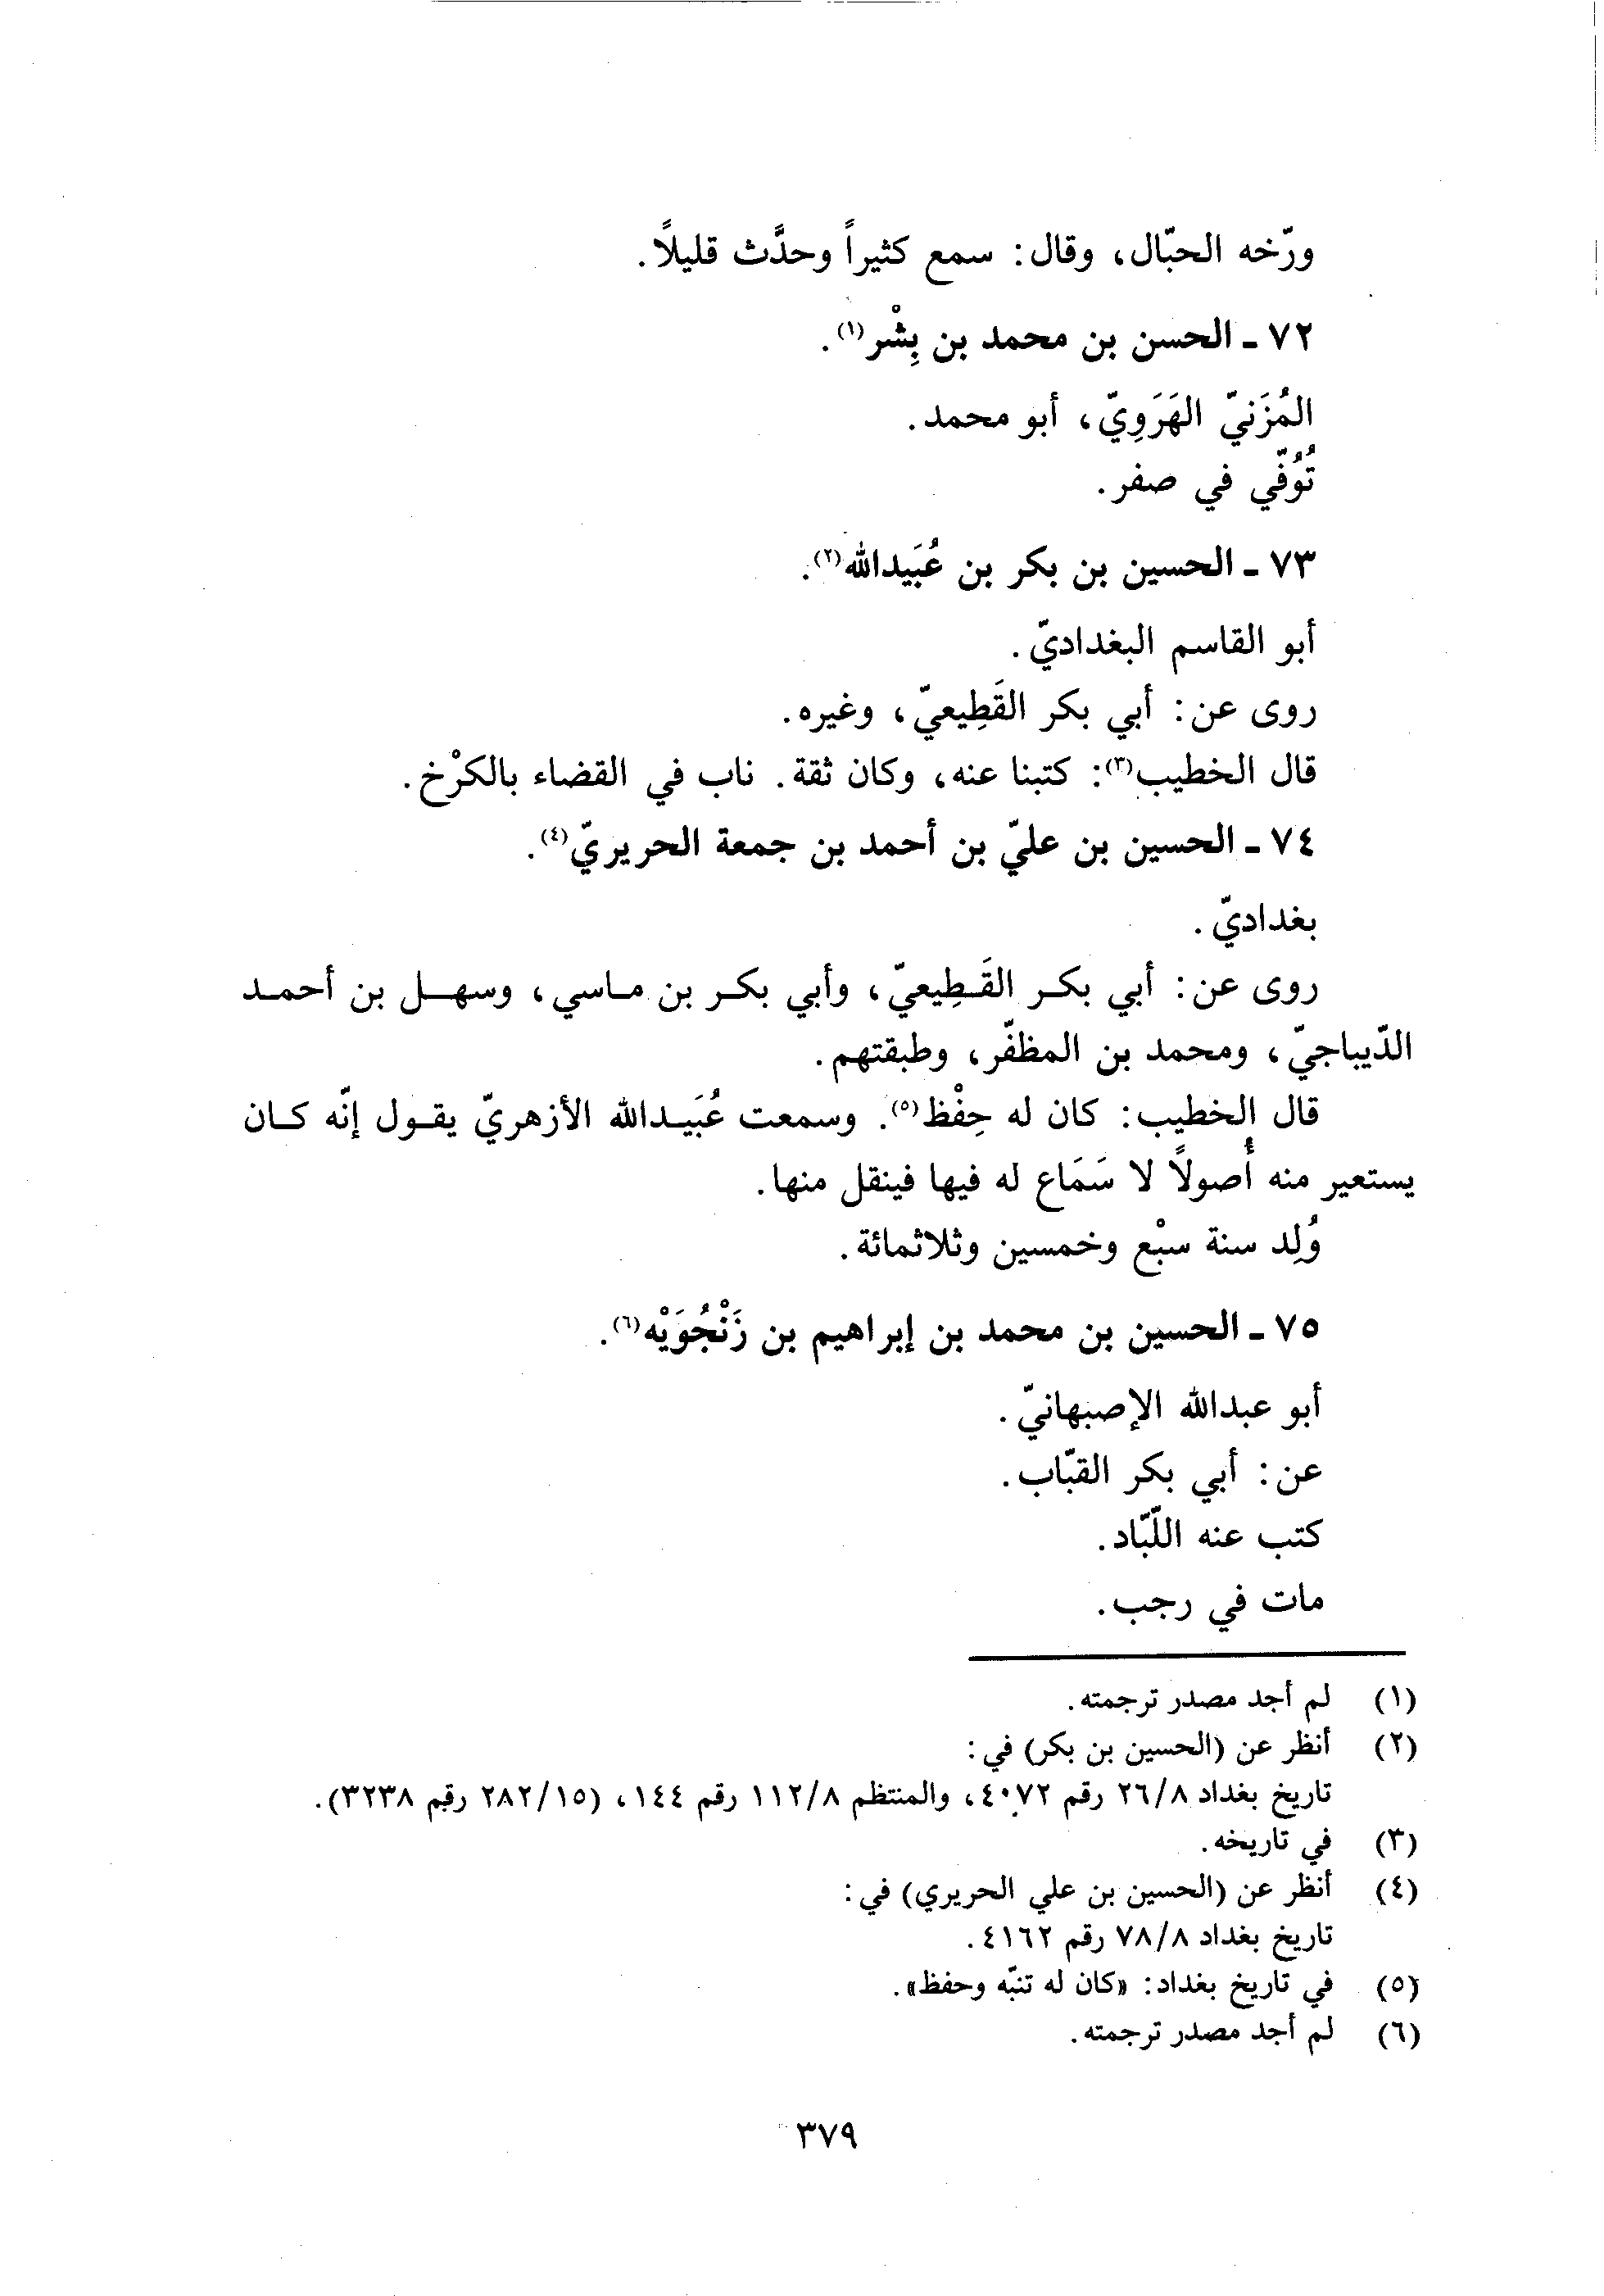 ورّخه الحبّال، وقال: سمع كثيراً وحدَّث قليلاً.
٧٢ ـ الحسن بن محمد بن بِشْر(١).
المُزَنيّ الهَرَوِيّ، أبو محمد.
تُوُفّي في صفر.
٧٣ ـ الحسين بن بكر بن عُبَيدالله(٢).
أبو القاسم البغداديّ.
روى عن: أبي بكر القَطِيعيّ، وغيره.
قال الخطيب(٣): كتبنا عنه، وكان ثقة. ناب في القضاء بالكرْخ.
٧٤ ـ الحسين بن عليّ بن أحمد بن جمعة الحريريّ(٤).
بغداديّ.
روى عن: أبي بكر القَطِيعيّ، وأبي بكر بن ماسي، وسهل بن أحمد
الدّيباجيّ، ومحمد بن المظفّر، وطبقتهم.
قال الخطيب: كان له حِفْظ(٥). وسمعت عُبَيدالله الأزهريّ يقول إنّه كان
يستعير منه أُصولاً لا سَمَاع له فيها فينقل منها.
وُلِد سنة سبْع وخمسين وثلاثمائة.
٧٥ ـ الحسين بن محمد بن إبراهيم بن زَنْجُوَيْه(٦).
أبو عبدالله الإصبهانيّ.
عن: أبي بكر القبّاب.
كتب عنه اللّبّاد.
مات في رجب.
(١) لم أجد مصدر ترجمته.
(٢) أنظر عن (الحسين بن بكر) في:
تاريخ بغداد ٢٦/٨ رقم ٤٠٧٢، والمنتظم ١١٢/٨ رقم ١٤٤، (٢٨٢/١٥ رقم ٣٢٣٨).
(٣) في تاريخه.
(٤) أنظر عن (الحسين بن علي الحريري) في:
تاريخ بغداد ٧٨/٨ رقم ٤١٦٢.
(٥) في تاريخ بغداد: «كان له تنبّه وحفظ».
(٦) لم أجد مصدر ترجمته.
٣٧٩